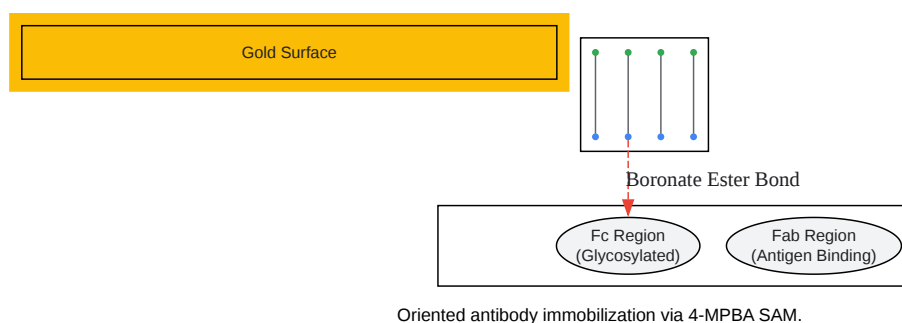 Gold Surface
Boronate Ester Bond
Fc Region
(Glycosylated)
Fab Region
(Antigen Binding)
Oriented antibody immobilization via 4-MPBA SAM.